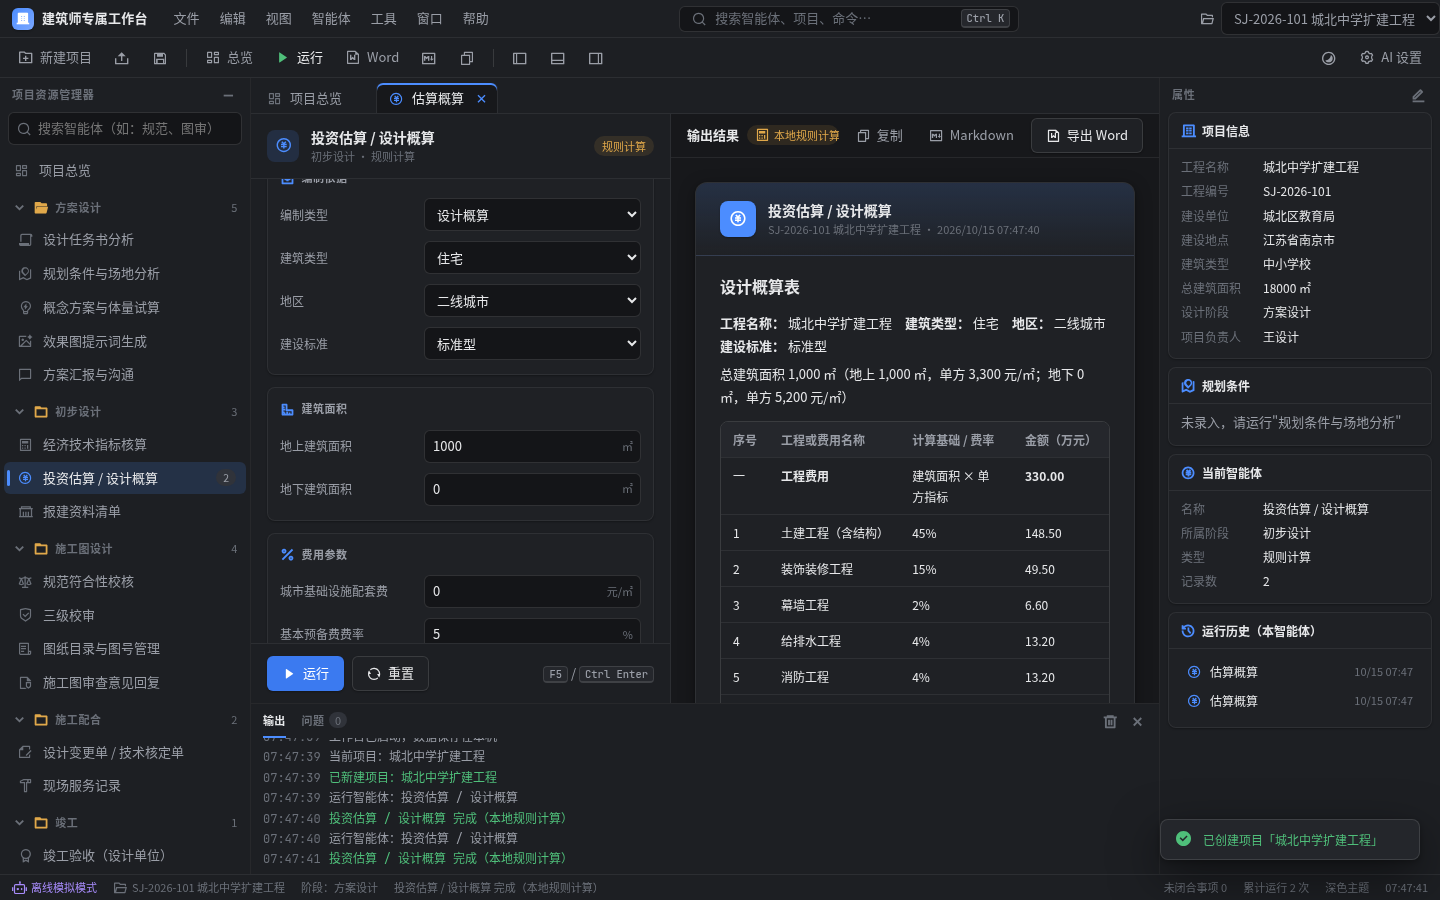 建筑师专属工作台 文件 编辑 视图 智能体 工具 窗口 帮助 搜索智能体、项目、命令… Ctrl K SJ-2026-101 城北中学扩建工程
新建项目 总览 运行 Word AI 设置
项目资源管理器
搜索智能体（如：规范、图审）
项目总览
方案设计 5
设计任务书分析
规划条件与场地分析
概念方案与体量试算
效果图提示词生成
方案汇报与沟通
初步设计 3
经济技术指标核算
投资估算 / 设计概算 2
报建资料清单
施工图设计 4
规范符合性校核
三级校审
图纸目录与图号管理
施工图审查意见回复
施工配合 2
设计变更单 / 技术核定单
现场服务记录
竣工 1
竣工验收（设计单位）
项目总览 估算概算
投资估算 / 设计概算
初步设计 · 规则计算
规则计算
编制依据
编制类型 设计概算
建筑类型 住宅
地区 二线城市
建设标准 标准型
建筑面积
地上建筑面积 1000 ㎡
地下建筑面积 0 ㎡
费用参数
城市基础设施配套费 0 元/㎡
基本预备费费率 5 %
运行 重置 F5 / Ctrl Enter
输出结果 本地规则计算 复制 Markdown 导出 Word
投资估算 / 设计概算
SJ-2026-101 城北中学扩建工程 · 2026/10/15 07:47:40
设计概算表
工程名称： 城北中学扩建工程 建筑类型： 住宅 地区： 二线城市
建设标准： 标准型
总建筑面积 1,000 ㎡（地上 1,000 ㎡，单方 3,300 元/㎡；地下 0
㎡，单方 5,200 元/㎡）
序号 工程或费用名称 计算基础 / 费率 金额（万元）
一 工程费用 建筑面积 × 单
方指标 330.00
1 土建工程（含结构） 45% 148.50
2 装饰装修工程 15% 49.50
3 幕墙工程 2% 6.60
4 给排水工程 4% 13.20
5 消防工程 4% 13.20
输出 问题 0
07:47:39 工作台已启动，数据保存在本机
07:47:39 当前项目：城北中学扩建工程
07:47:39 已新建项目：城北中学扩建工程
07:47:39 运行智能体：投资估算 / 设计概算
07:47:40 投资估算 / 设计概算 完成（本地规则计算）
07:47:40 运行智能体：投资估算 / 设计概算
07:47:41 投资估算 / 设计概算 完成（本地规则计算）
属性
项目信息
工程名称 城北中学扩建工程
工程编号 SJ-2026-101
建设单位 城北区教育局
建设地点 江苏省南京市
建筑类型 中小学校
总建筑面积 18000 ㎡
设计阶段 方案设计
项目负责人 王设计
规划条件
未录入，请运行"规划条件与场地分析"
当前智能体
名称 投资估算 / 设计概算
所属阶段 初步设计
类型 规则计算
记录数 2
运行历史（本智能体）
估算概算 10/15 07:47
估算概算 10/15 07:47
已创建项目「城北中学扩建工程」
离线模拟模式 SJ-2026-101 城北中学扩建工程 阶段：方案设计 投资估算 / 设计概算 完成（本地规则计算） 未闭合事项 0 累计运行 2 次 深色主题 07:47:41